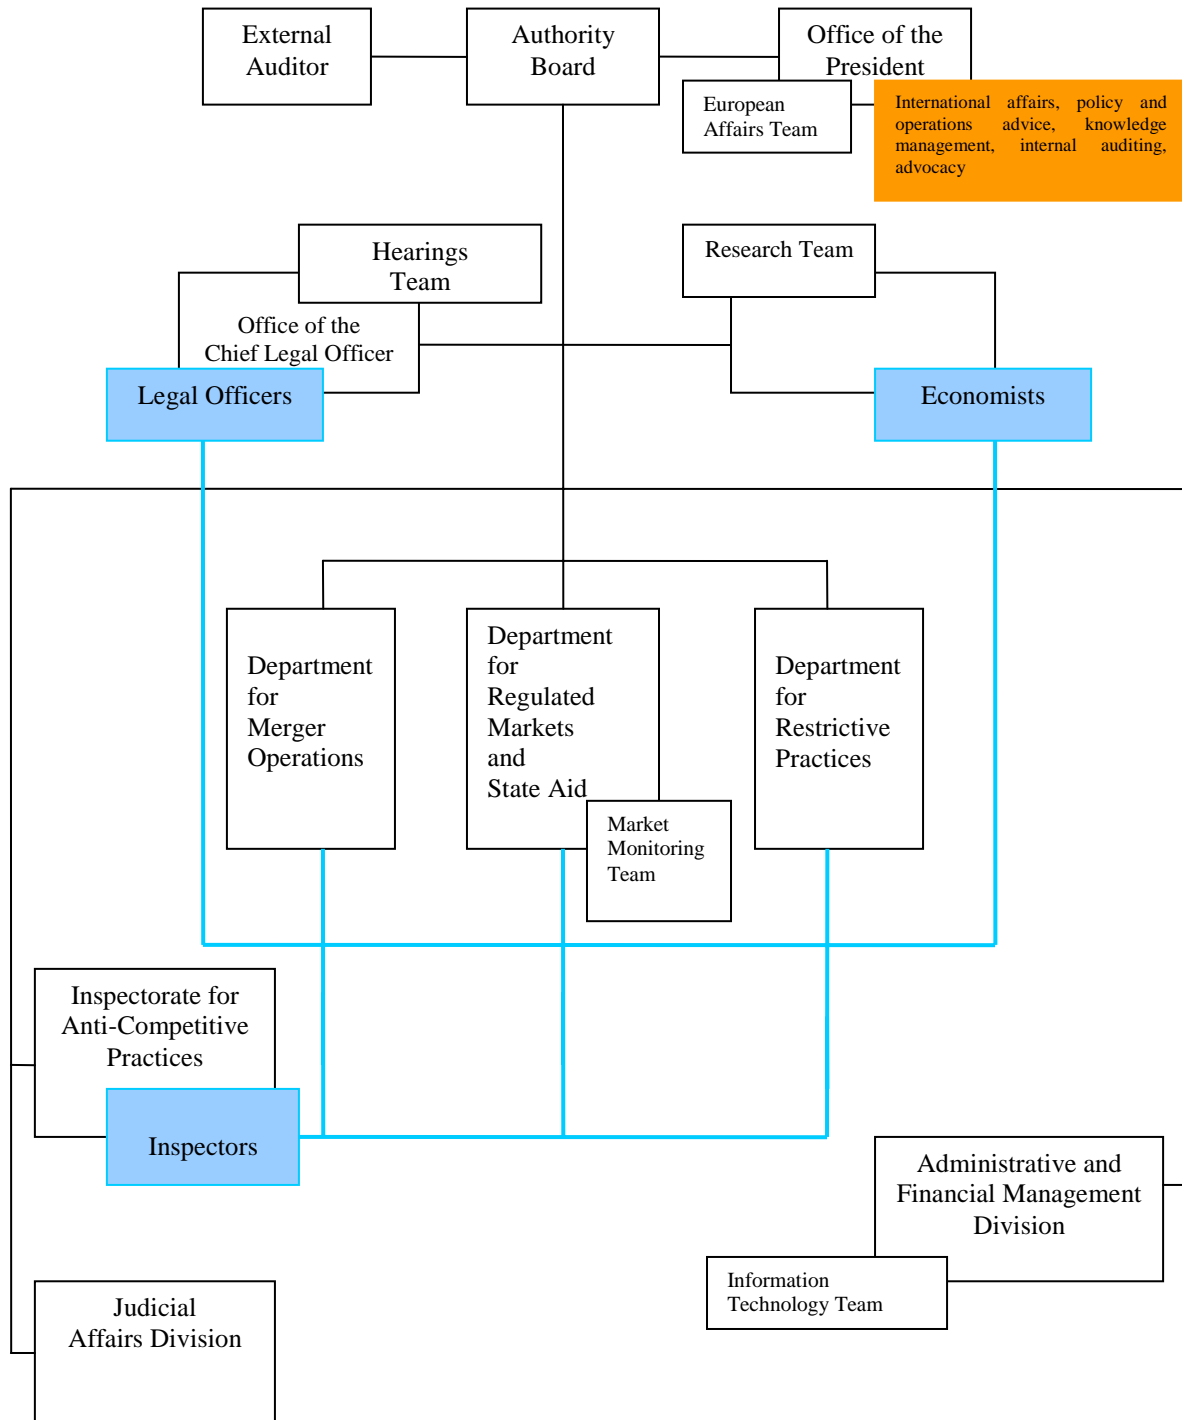 External
Auditor
Authority
Board
Office of the
President
European
Affairs Team
International affairs, policy and
operations advice, knowledge
management, internal auditing,
advocacy
Hearings
Team
Research Team
Office of the
Chief Legal Officer
Legal Officers
Economists
Department
for
Merger
Operations
Department
for
Regulated
Markets
and
State Aid
Department
for
Restrictive
Practices
Market
Monitoring
Team
Inspectorate for
Anti-Competitive
Practices
Inspectors
Administrative and
Financial Management
Division
Information
Technology Team
Judicial
Affairs Division